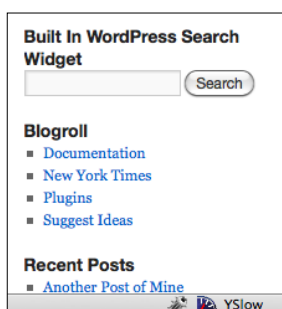 Built In WordPress Search
Widget
Search
Blogroll
Documentation
New York Times
Plugins
Suggest Ideas
Recent Posts
Another Post of Mine
YSlow